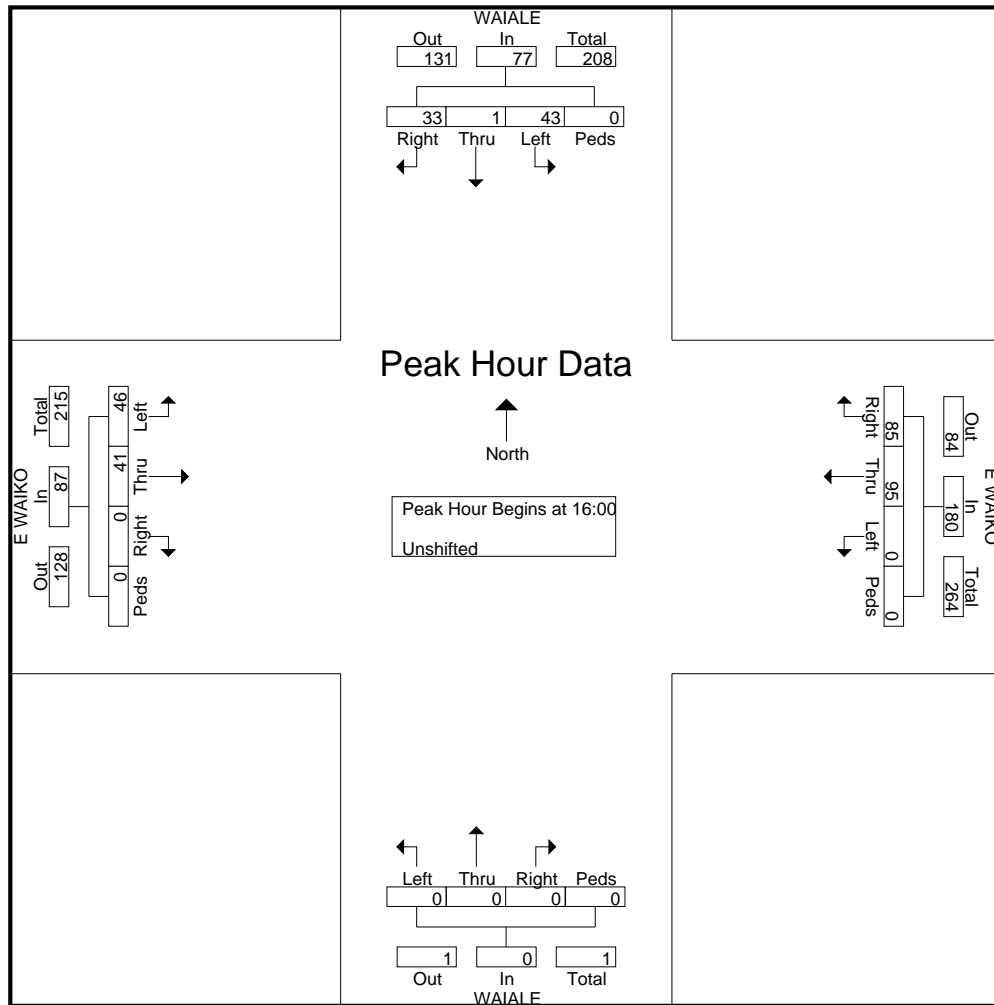 WAIALE
Out In Total
131 77 208
33 1 43 0
Right Thru Left Peds
Peak Hour Data
North
Peak Hour Begins at 16:00
Unshifted
E WAIKO
Total In Out
215 87 128
46 41 0 0
Left Thru Right Peds
Right Thru Left Peds
85 95 0 0
Out In Total
84 180 264
E WAIKO
Left Thru Right Peds
0 0 0 0
1 0 1
Out In Total
WAIALE